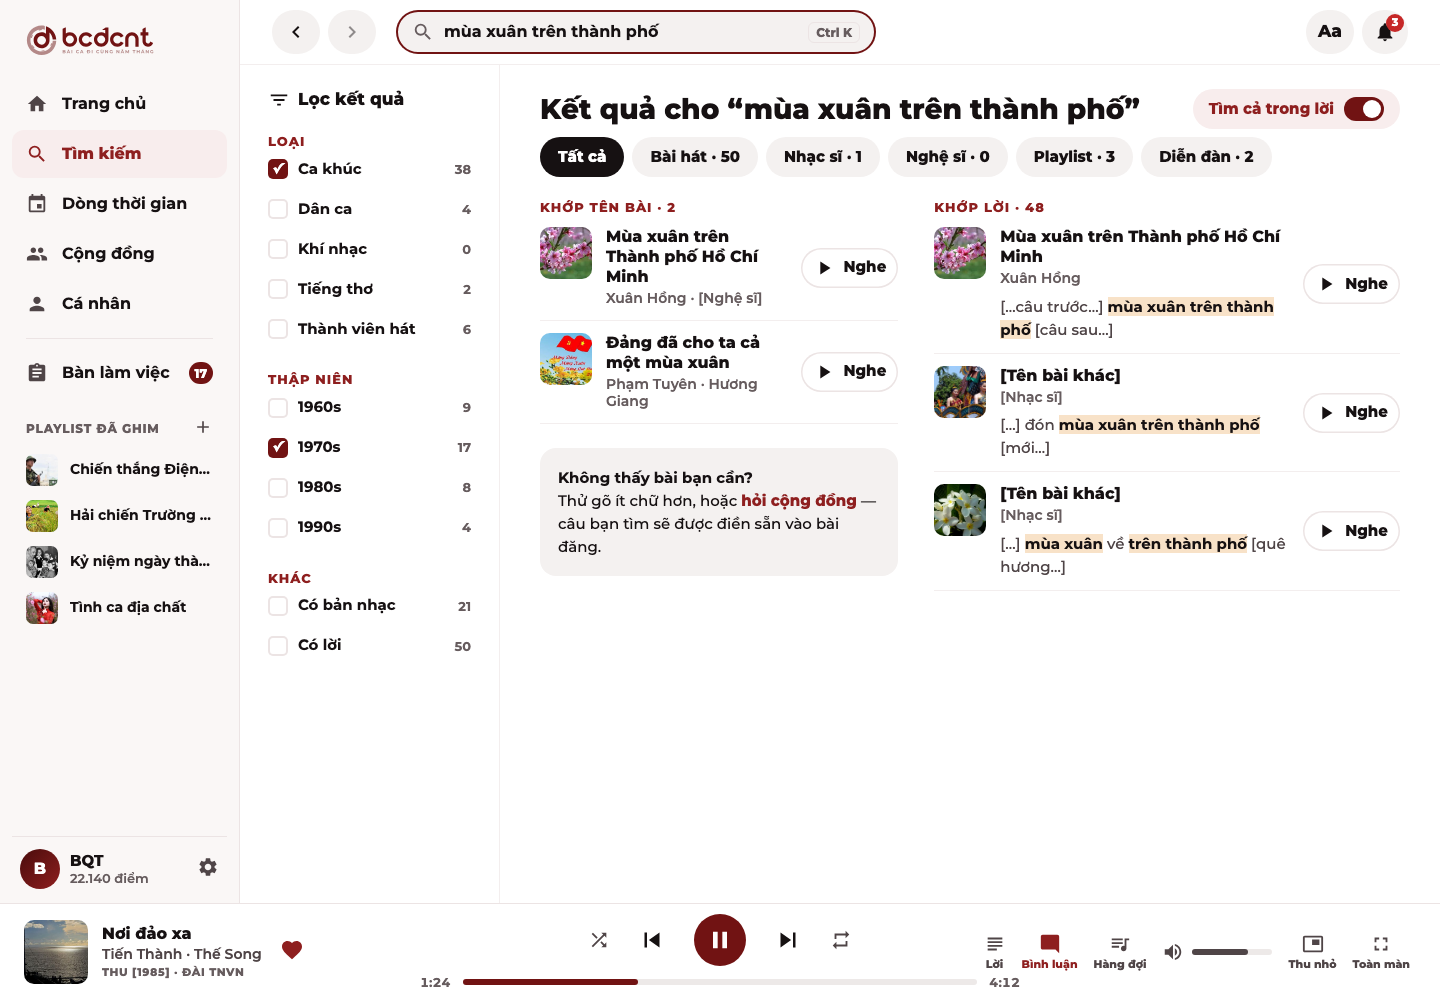 bcdcnt
BÀI CA ĐI CÙNG NĂM THÁNG
Trang chủ
Tìm kiếm
Dòng thời gian
Cộng đồng
Cá nhân
Bàn làm việc 17
PLAYLIST ĐÃ GHIM
Chiến thắng Điện...
Hải chiến Trường ...
Kỷ niệm ngày thà...
Tình ca địa chất
B
BQT
22.140 điểm
mùa xuân trên thành phố
Ctrl K
Aa
3
Lọc kết quả
LOẠI
Ca khúc 38
Dân ca 4
Khí nhạc 0
Tiếng thơ 2
Thành viên hát 6
THẬP NIÊN
1960s 9
1970s 17
1980s 8
1990s 4
KHÁC
Có bản nhạc 21
Có lời 50
Kết quả cho “mùa xuân trên thành phố”
Tìm cả trong lời
Tất cả
Bài hát · 50
Nhạc sĩ · 1
Nghệ sĩ · 0
Playlist · 3
Diễn đàn · 2
KHỚP TÊN BÀI · 2
Mùa xuân trên
Thành phố Hồ Chí
Minh
Xuân Hồng · [Nghệ sĩ]
Nghe
Đảng đã cho ta cả
một mùa xuân
Phạm Tuyên · Hương
Giang
Nghe
Không thấy bài bạn cần?
Thử gõ ít chữ hơn, hoặc hỏi cộng đồng —
câu bạn tìm sẽ được điền sẵn vào bài
đăng.
KHỚP LỜI · 48
Mùa xuân trên Thành phố Hồ Chí
Minh
Xuân Hồng
[...câu trước...] mùa xuân trên thành
phố [câu sau...]
Nghe
[Tên bài khác]
[Nhạc sĩ]
[...] đón mùa xuân trên thành phố
[mới...]
Nghe
[Tên bài khác]
[Nhạc sĩ]
[...] mùa xuân về trên thành phố [quê
hương...]
Nghe
Nơi đảo xa
Tiến Thành · Thế Song
THU [1985] · ĐÀI TNVN
1:24
4:12
Lời
Bình luận
Hàng đợi
Thu nhỏ
Toàn màn